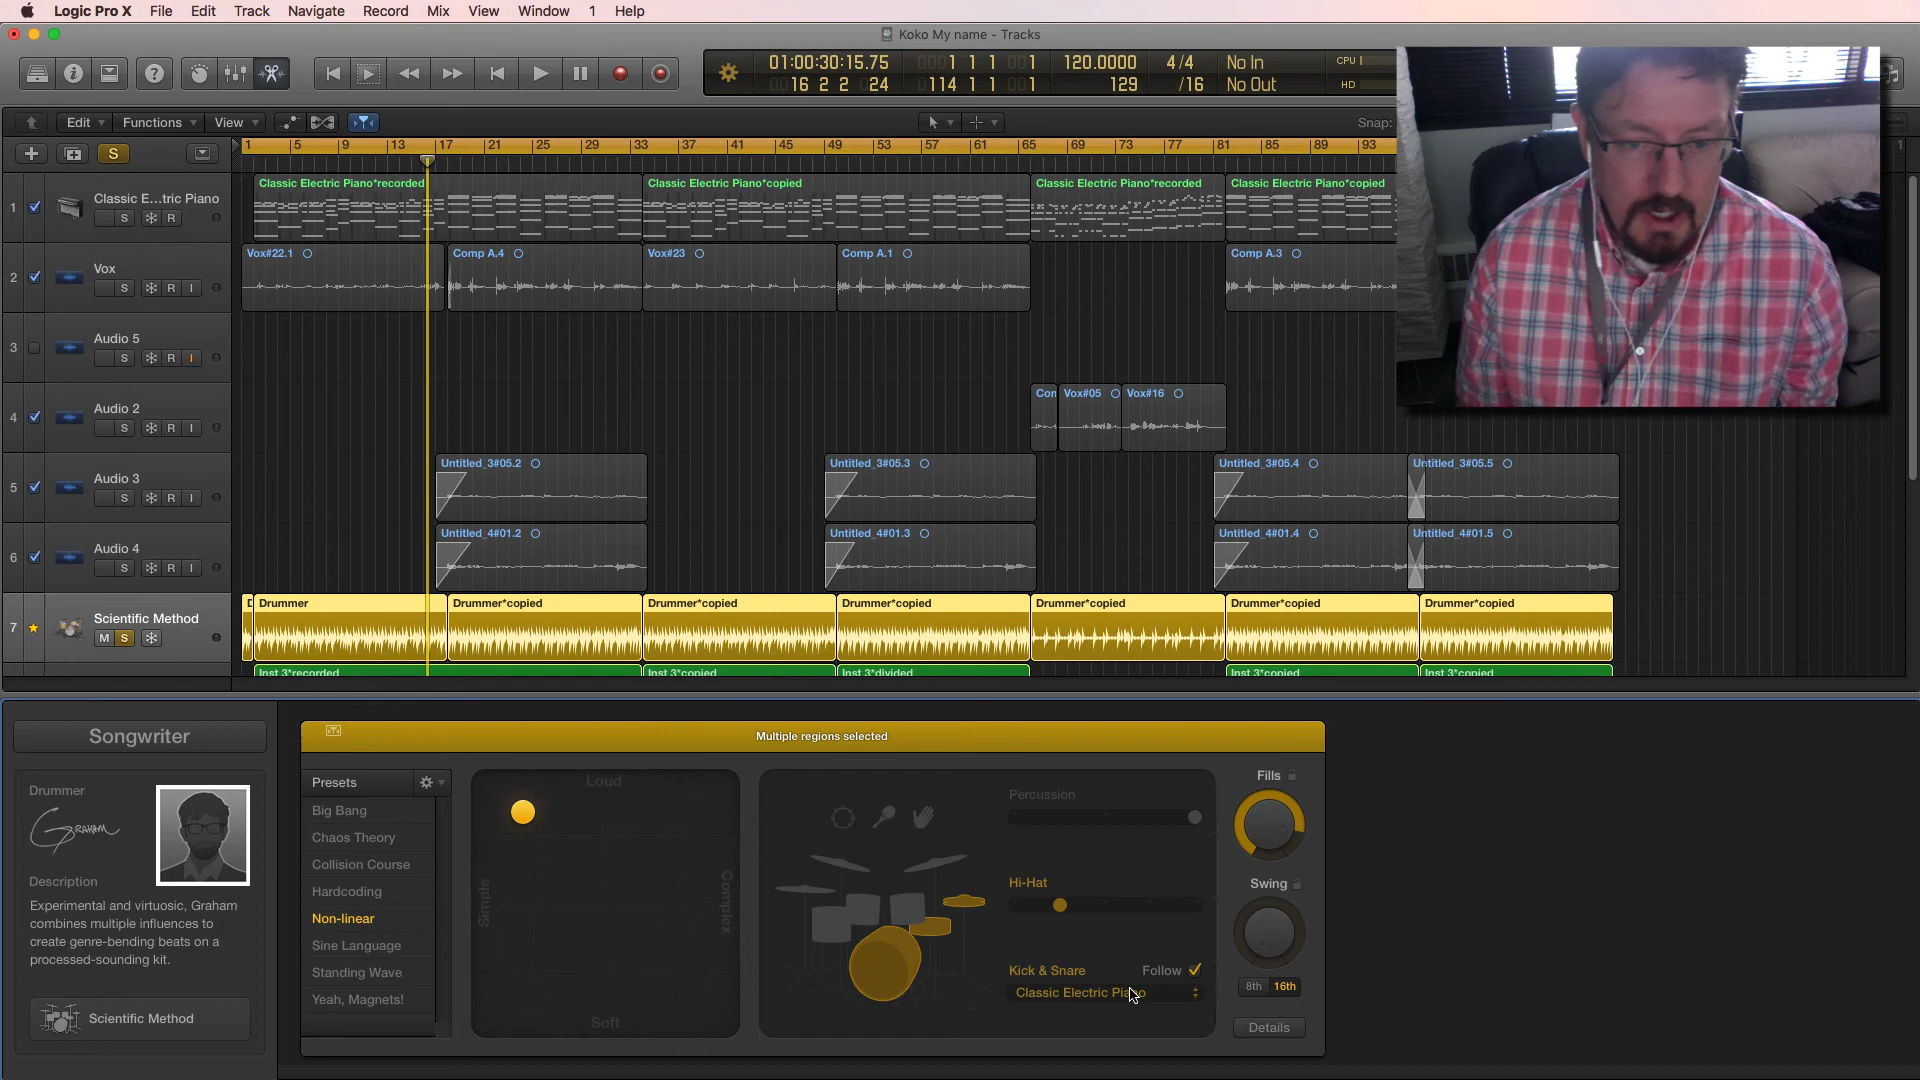 Logic Pro X File Edit Track Navigate Record Mix View Window 1 Help
Koko My name - Tracks
01:00:30:15.75 1 1 1 1 120.0000 4/4 No In CPU
16 2 2 24 114 1 1 1 129 /16 No Out HD
Edit Functions View Snap:
S
1 5 9 13 17 21 25 29 33 37 41 45 49 53 57 61 65 69 73 77 81 85 89 93
1 Classic E...tric Piano
S R
Classic Electric Piano*recorded Classic Electric Piano*copied Classic Electric Piano*recorded Classic Electric Piano*copied
2 Vox
S R I
Vox#22.1 Comp A.4 Vox#23 Comp A.1 Comp A.3
3 Audio 5
S R I
4 Audio 2
S R I
Con Vox#05 Vox#16
5 Audio 3
S R I
Untitled_3#05.2 Untitled_3#05.3 Untitled_3#05.4 Untitled_3#05.5
6 Audio 4
S R I
Untitled_4#01.2 Untitled_4#01.3 Untitled_4#01.4 Untitled_4#01.5
7 Scientific Method
M S
Drummer Drummer*copied Drummer*copied Drummer*copied Drummer*copied Drummer*copied Drummer*copied
Inst 3*recorded Inst 3*copied Inst 3*divided Inst 3*copied Inst 3*copied
Songwriter
Drummer
Graham
Description
Experimental and virtuosic, Graham
combines multiple influences to
create genre-bending beats on a
processed-sounding kit.
Scientific Method
Multiple regions selected
Presets
Big Bang
Chaos Theory
Collision Course
Hardcoding
Non-linear
Sine Language
Standing Wave
Yeah, Magnets!
Loud
Simple
Complex
Soft
Percussion
Hi-Hat
Kick & Snare Follow
Classic Electric Piano
Fills
Swing
8th 16th
Details